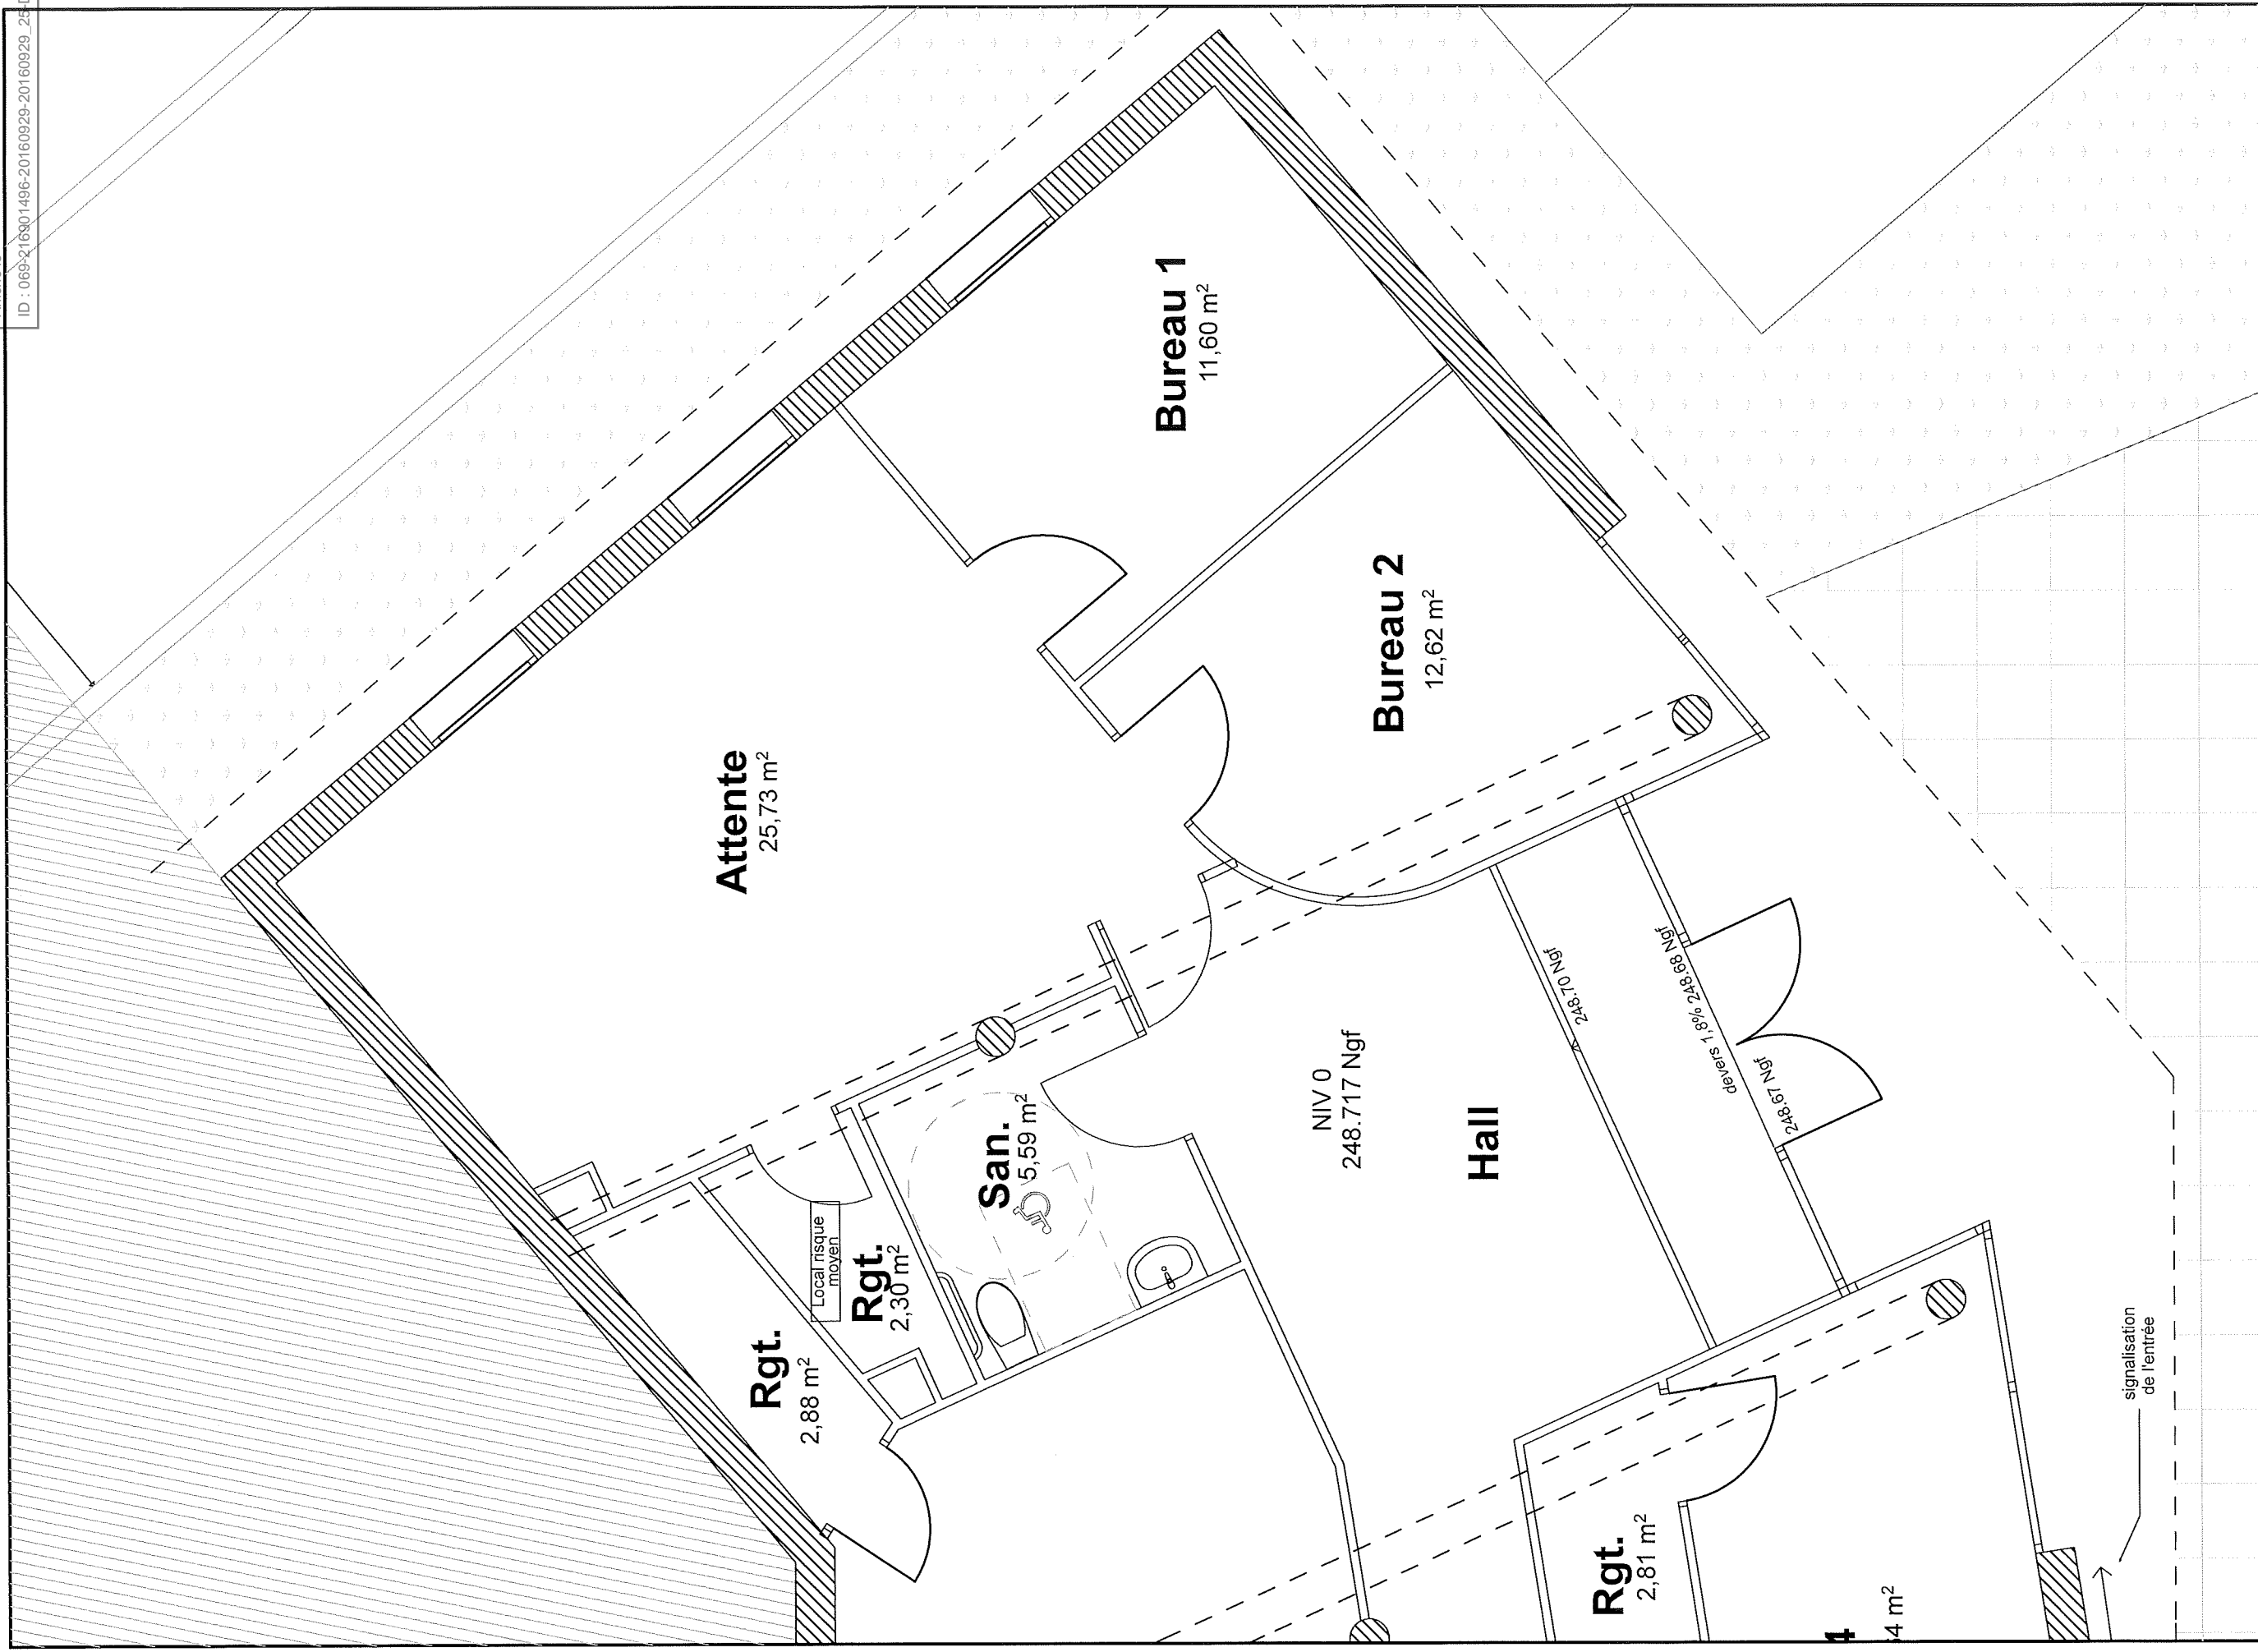 ID : 069-216901496-20160929-20160929_25-D
Attente
25,73 m²
Bureau 1
11,60 m²
Bureau 2
12,62 m²
Rgt.
2,88 m²
Local risque
moyen
Rgt.
2,30 m²
San.
5,59 m²
NIV 0
248.717 Ngf
Hall
248.70 Ngf
devers 1,8% 248.68 Ngf
248.67 Ngf
Rgt.
2,81 m²
signalisation
de l'entrée